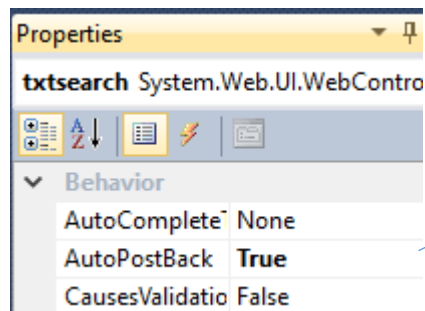 Properties
txtsearch System.Web.UI.WebContro
A
Z
Behavior
AutoCompleteT None
AutoPostBack True
CausesValidatio False